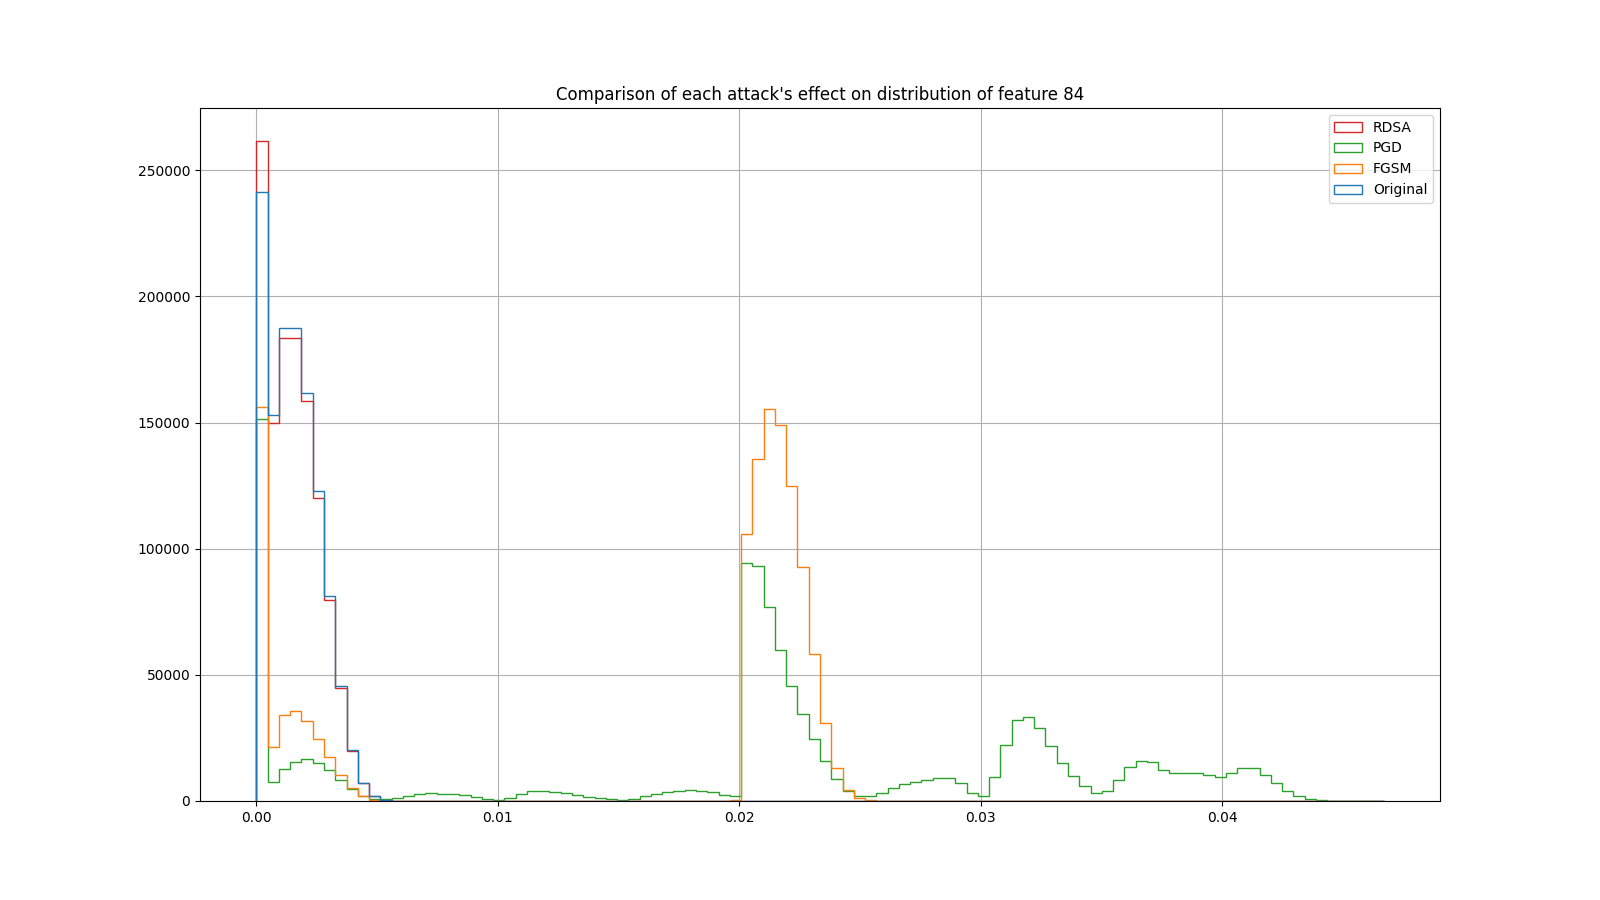 Comparison of each attack's effect on distribution of feature 84
RDSA
PGD
FGSM
Original
250000
200000
150000
100000
50000
0
0.00
0.01
0.02
0.03
0.04